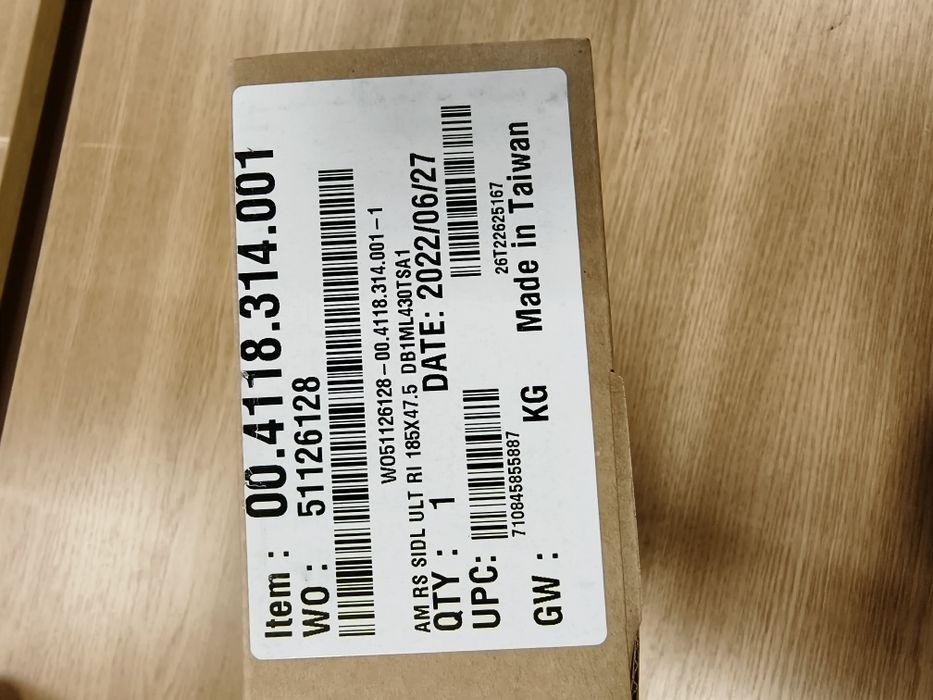 Item : 00.4118.314.001
WO : 51126128
WO51126128-00.4118.314.001-1
AM RS SIDL ULT RI 185X47.5 DB1ML430TSA1
QTY : 1 DATE: 2022/06/27
UPC:
710845855887 26T22625167
GW : KG Made in Taiwan